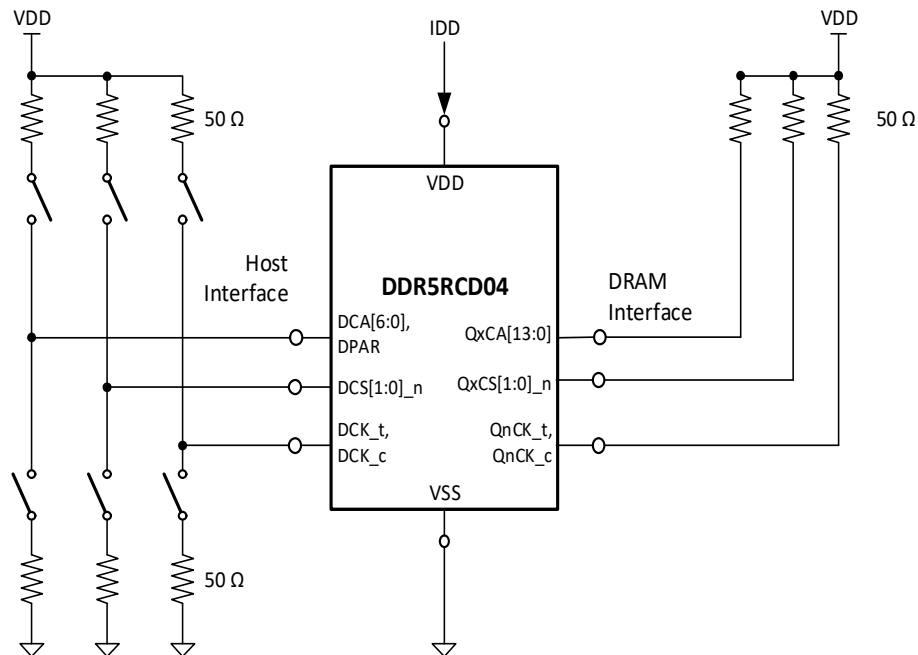 VDD
IDD
VDD
50 Ω
50 Ω
VDD
Host
Interface
DDR5RCD04
DRAM
Interface
DCA[6:0],
DPAR
QxCA[13:0]
DCS[1:0]_n
QxCS[1:0]_n
DCK_t,
DCK_c
QnCK_t,
QnCK_c
VSS
50 Ω